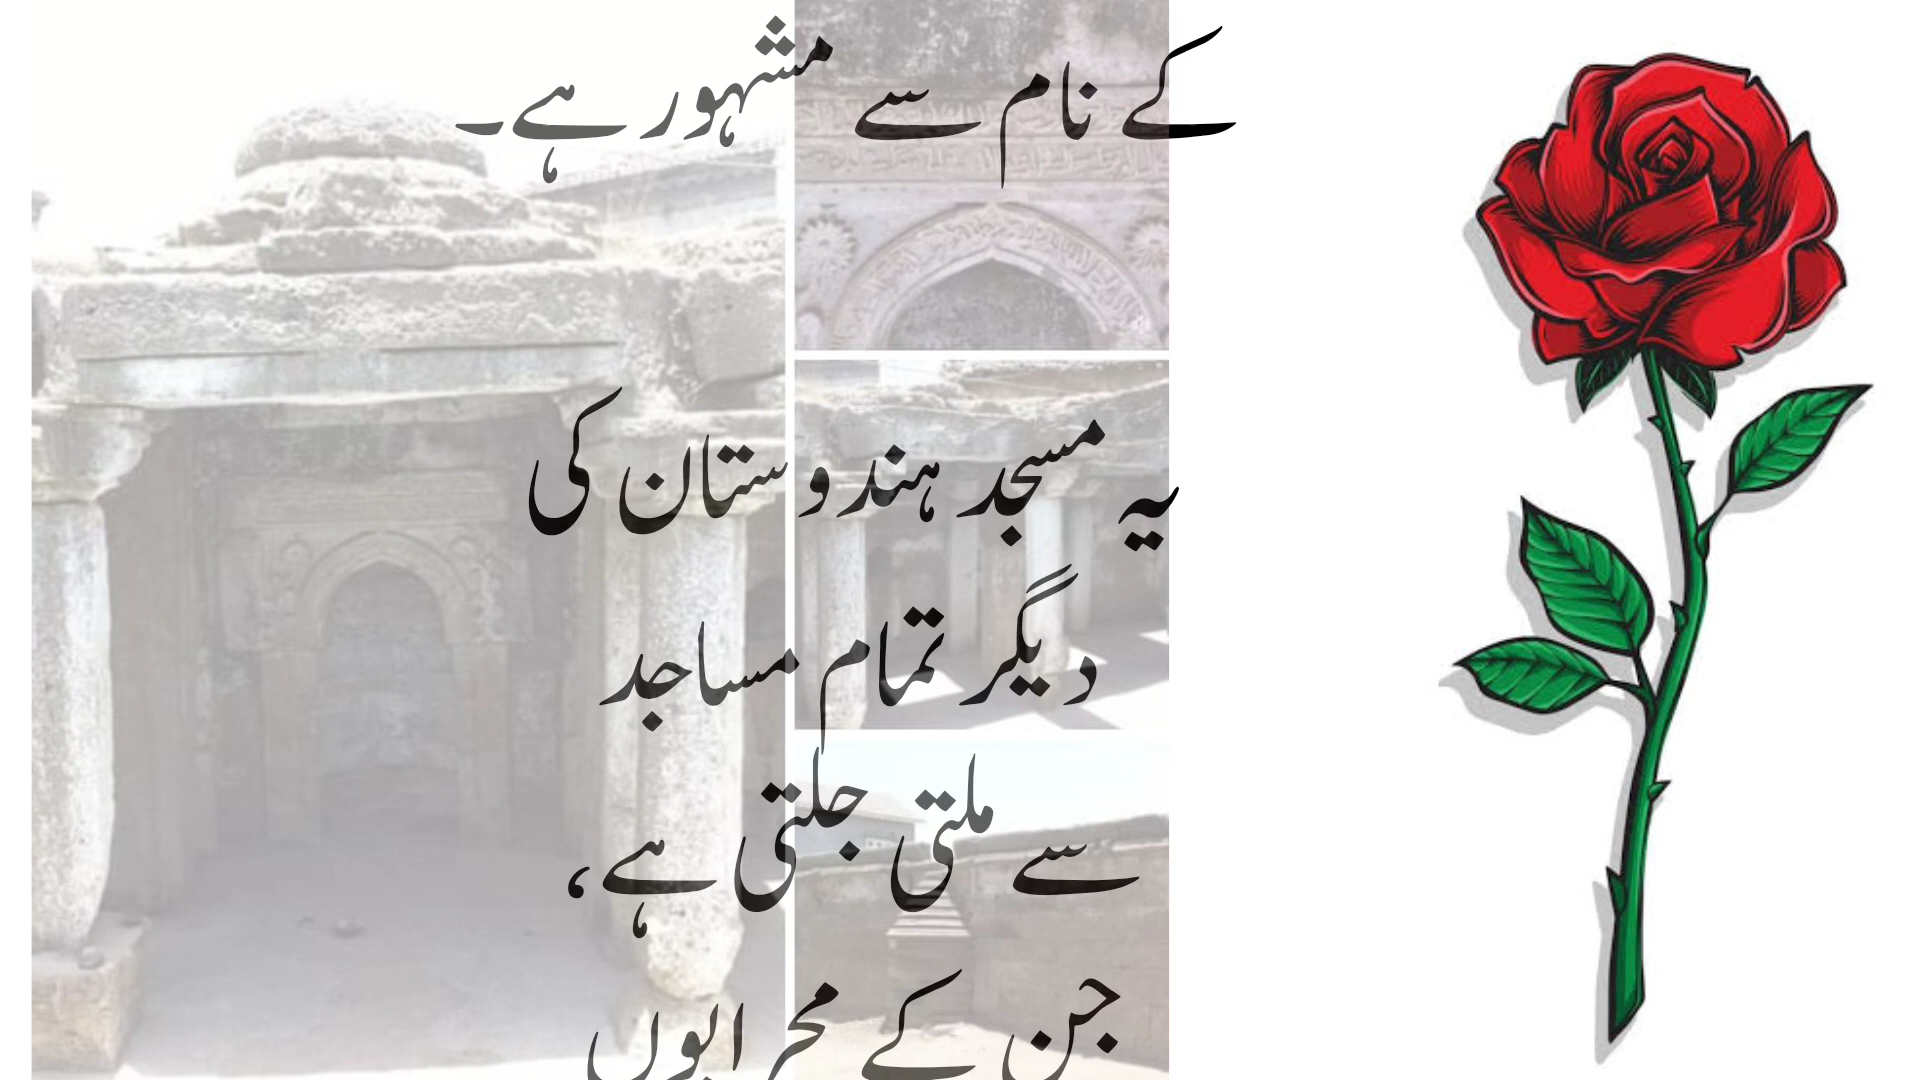 کے نام سے مشہور ہے۔
یہ مسجد ہندوستان کی
دیگر تمام مساجد
سے ملتی جلتی ہے،
جن کے محرابوں